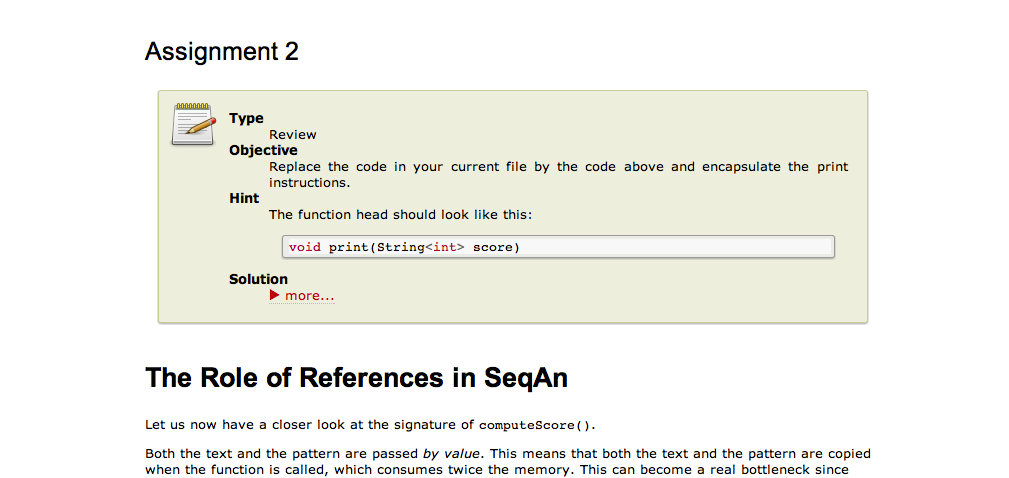 Assignment 2
Type
Review
Objective
Replace the code in your current file by the code above and encapsulate the print
instructions.
Hint
The function head should look like this:
void print(String<int> score)
Solution
▶ more...
The Role of References in SeqAn
Let us now have a closer look at the signature of computeScore().
Both the text and the pattern are passed by value. This means that both the text and the pattern are copied
when the function is called, which consumes twice the memory. This can become a real bottleneck since